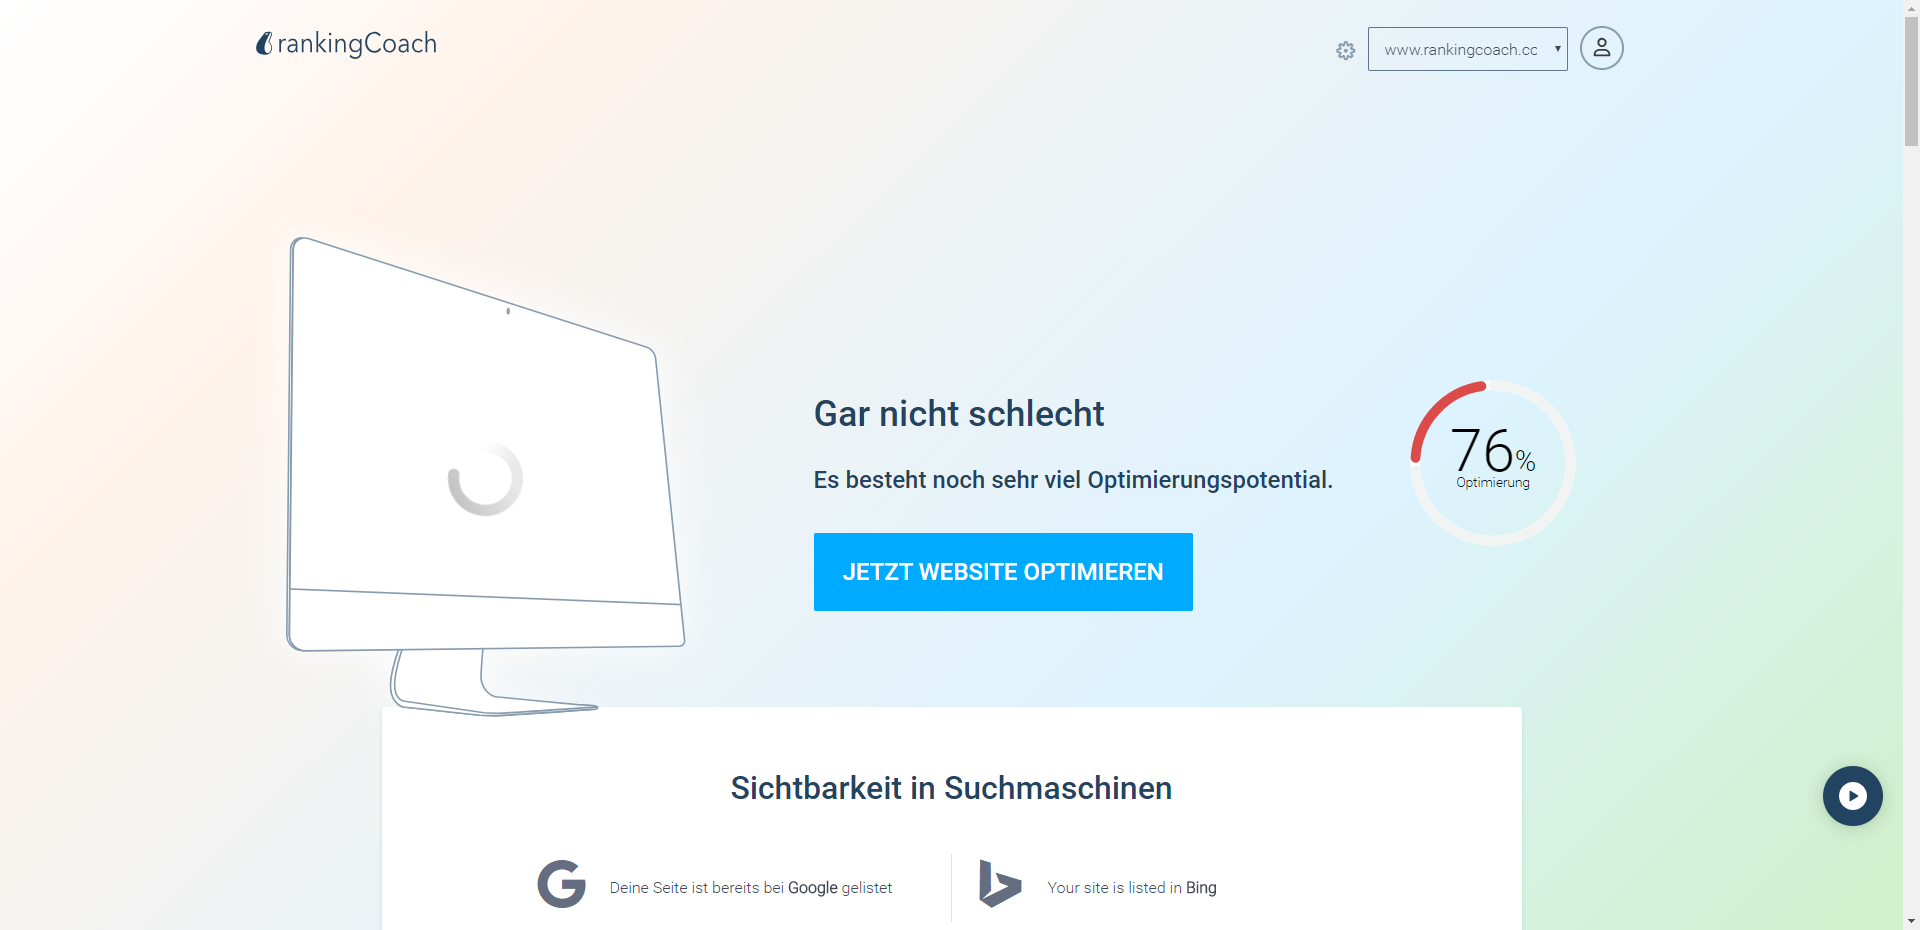 rankingCoach
www.rankingcoach.cc
Gar nicht schlecht
Es besteht noch sehr viel Optimierungspotential.
JETZT WEBSITE OPTIMIEREN
76%
Optimierung
Sichtbarkeit in Suchmaschinen
Deine Seite ist bereits bei Google gelistet
Your site is listed in Bing